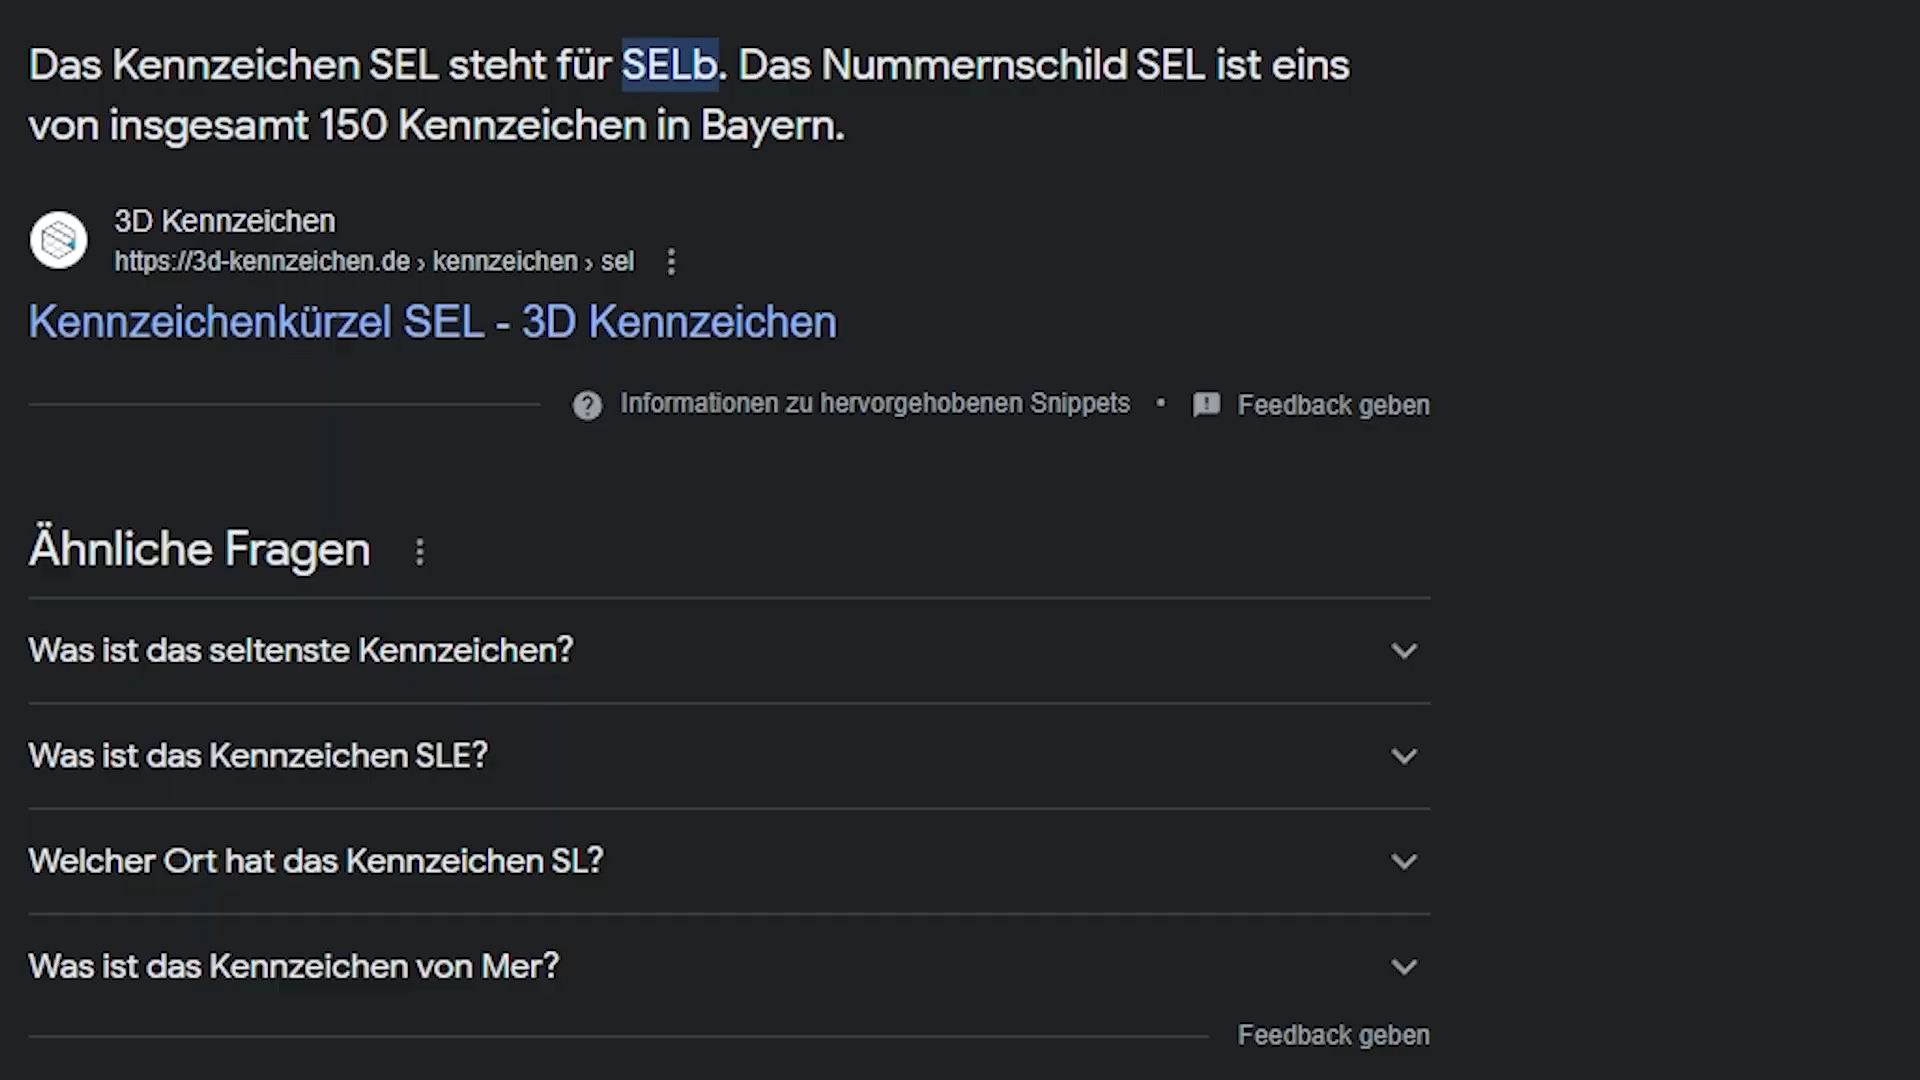 Das Kennzeichen SEL steht für SELb. Das Nummernschild SEL ist eins
von insgesamt 150 Kennzeichen in Bayern.
3D Kennzeichen
https://3d-kennzeichen.de › kennzeichen › sel
Kennzeichenkürzel SEL - 3D Kennzeichen
Informationen zu hervorgehobenen Snippets • Feedback geben
Ähnliche Fragen
Was ist das seltenste Kennzeichen?
Was ist das Kennzeichen SLE?
Welcher Ort hat das Kennzeichen SL?
Was ist das Kennzeichen von Mer?
Feedback geben